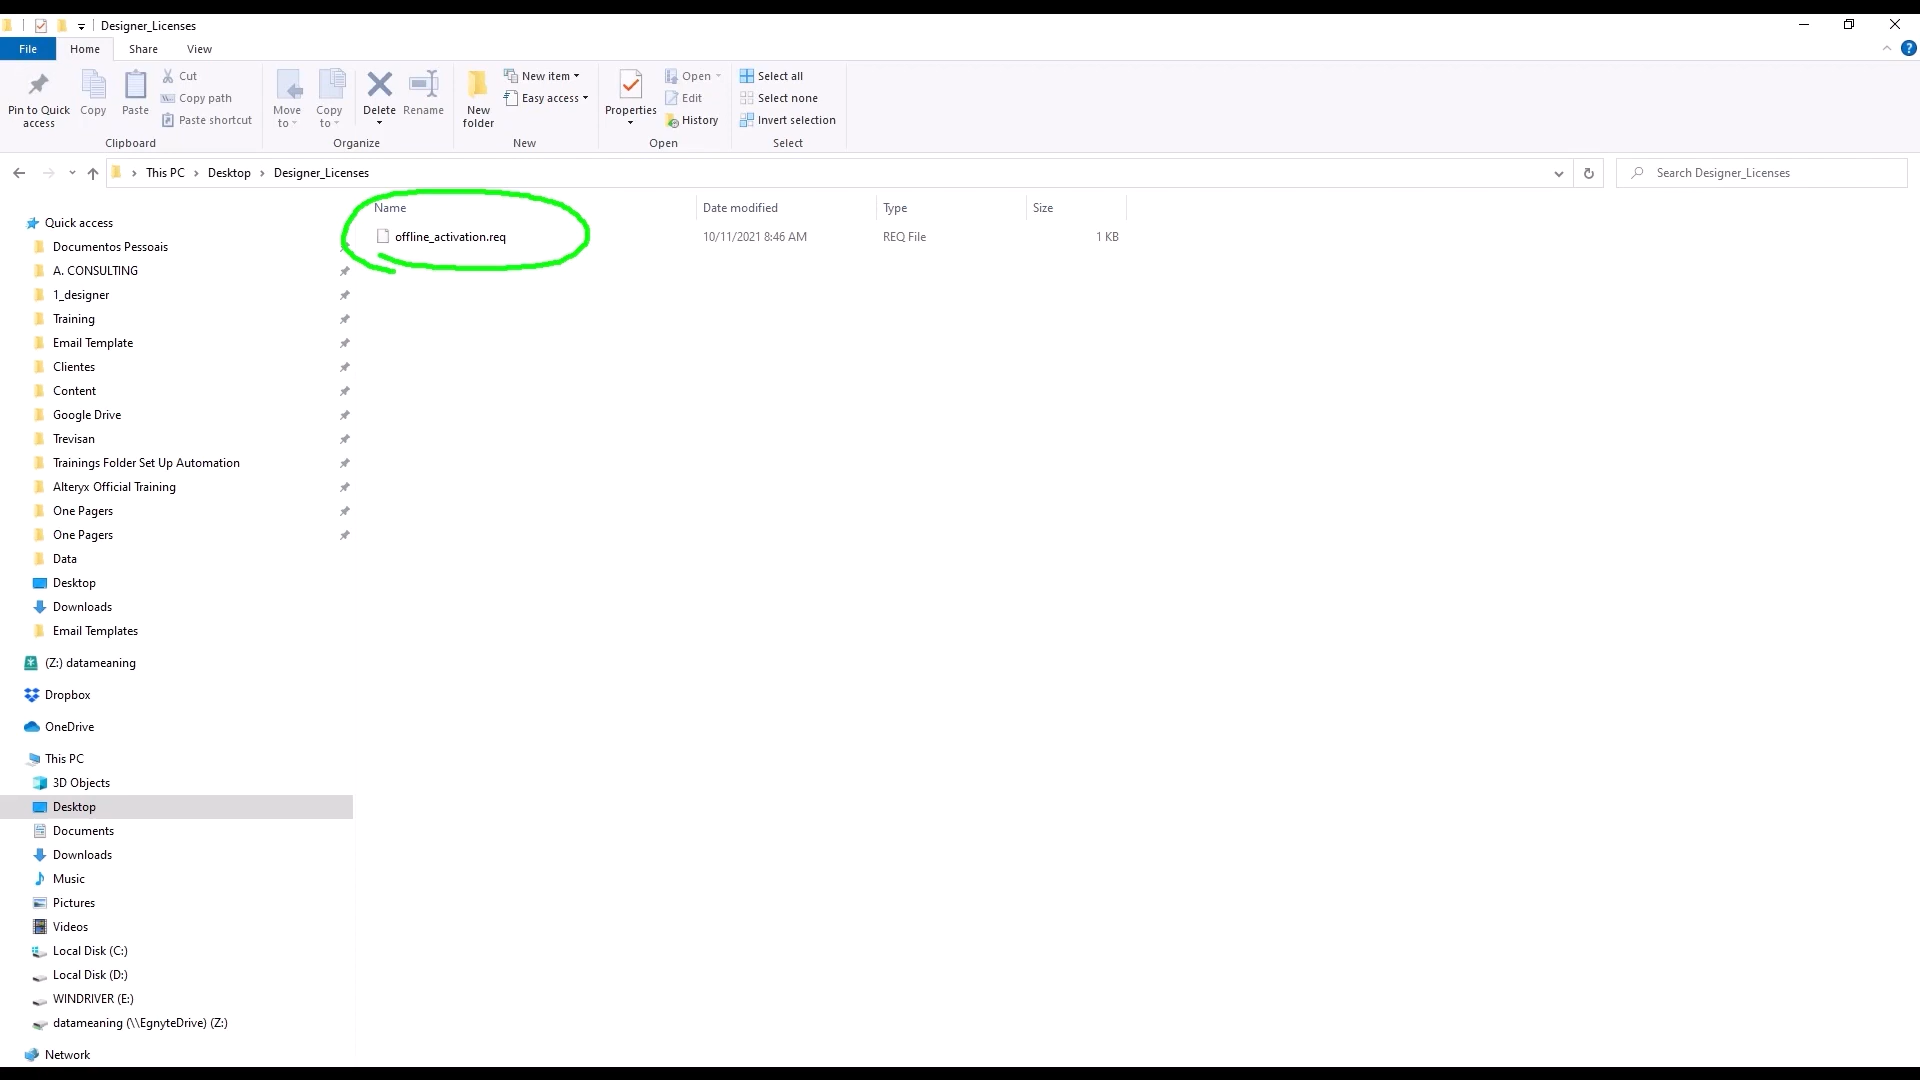 Designer_Licenses
File Home Share View
?
Pin to Quick access
Copy
Paste
Cut
Copy path
Paste shortcut
Clipboard
Move to
Copy to
Delete
Rename
Organize
New folder
New item
Easy access
New
Properties
Open
Edit
History
Open
Select all
Select none
Invert selection
Select
This PC > Desktop > Designer_Licenses
Search Designer_Licenses
Name Date modified Type Size
offline_activation.req 10/11/2021 8:46 AM REQ File 1 KB
Quick access
Documentos Pessoais
A. CONSULTING
1_designer
Training
Email Template
Clientes
Content
Google Drive
Trevisan
Trainings Folder Set Up Automation
Alteryx Official Training
One Pagers
One Pagers
Data
Desktop
Downloads
Email Templates
(Z:) datameaning
Dropbox
OneDrive
This PC
3D Objects
Desktop
Documents
Downloads
Music
Pictures
Videos
Local Disk (C:)
Local Disk (D:)
WINDRIVER (E:)
datameaning (\\EgnyteDrive) (Z:)
Network